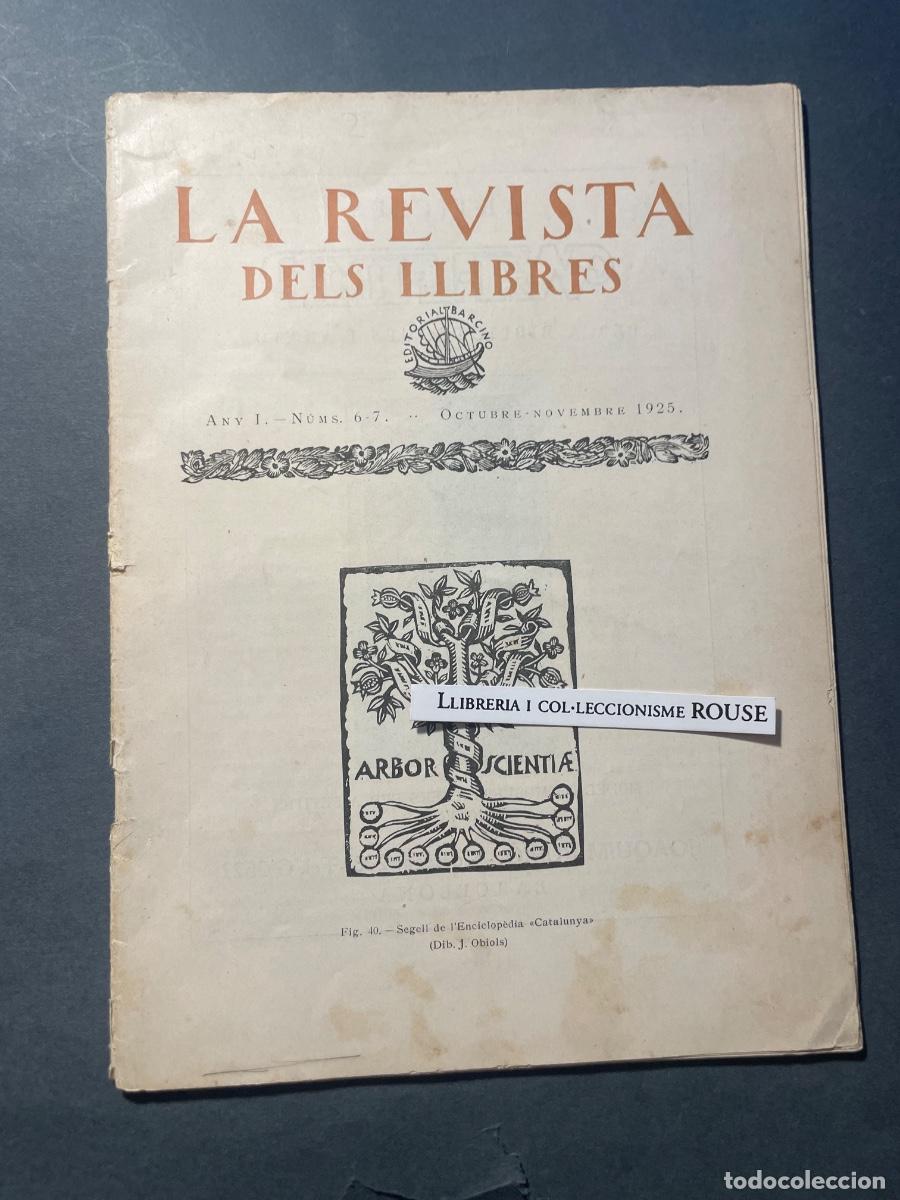 LA REVISTA
DELS LLIBRES
EDITORIAL BARCINO
ANY I. — NÚMS. 6-7. ·· OCTUBRE-NOVEMBRE 1925.
LLIBRERIA I COL·LECCIONISME ROUSE
ARBOR SCIENTIÆ
Fig. 40. — Segell de l'Enciclopèdia «Catalunya»
(Dib. J. Obiols)
todocoleccion